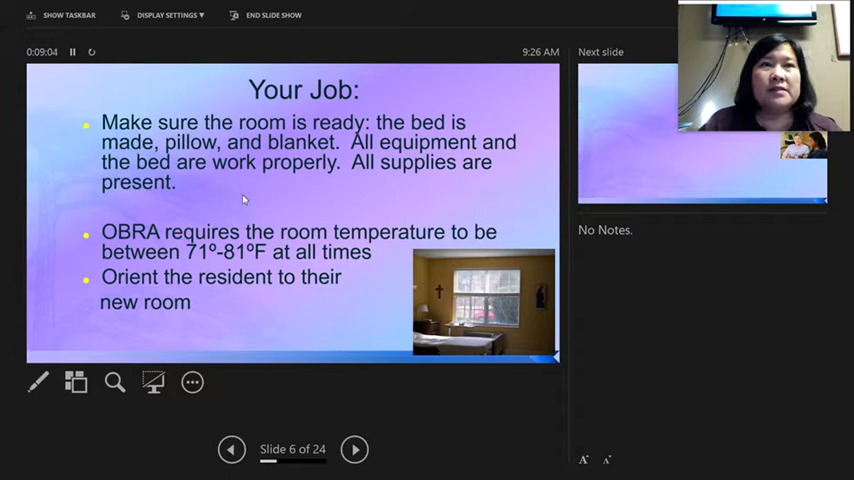 SHOW TASKBAR
DISPLAY SETTINGS ▼
END SLIDE SHOW
0:09:04
9:26 AM
Next slide
Your Job:
Make sure the room is ready: the bed is
made, pillow, and blanket. All equipment and
the bed are work properly. All supplies are
present.
OBRA requires the room temperature to be
between 71º-81ºF at all times
Orient the resident to their
new room
No Notes.
Slide 6 of 24
A A